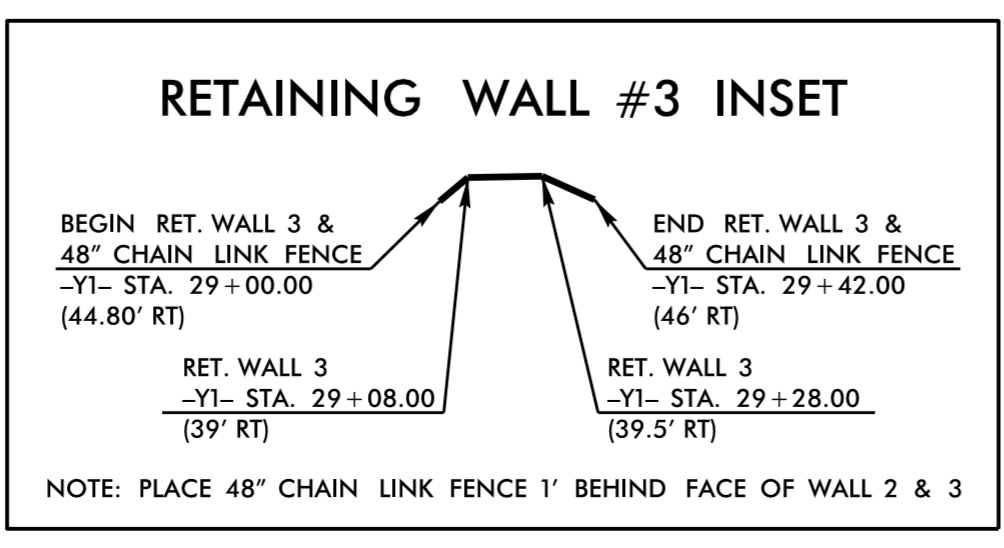 RETAINING WALL #3 INSET
BEGIN RET. WALL 3 &
48" CHAIN LINK FENCE
–Y1– STA. 29+00.00
(44.80' RT)
END RET. WALL 3 &
48" CHAIN LINK FENCE
–Y1– STA. 29+42.00
(46' RT)
RET. WALL 3
–Y1– STA. 29+08.00
(39' RT)
RET. WALL 3
–Y1– STA. 29+28.00
(39.5' RT)
NOTE: PLACE 48" CHAIN LINK FENCE 1' BEHIND FACE OF WALL 2 & 3